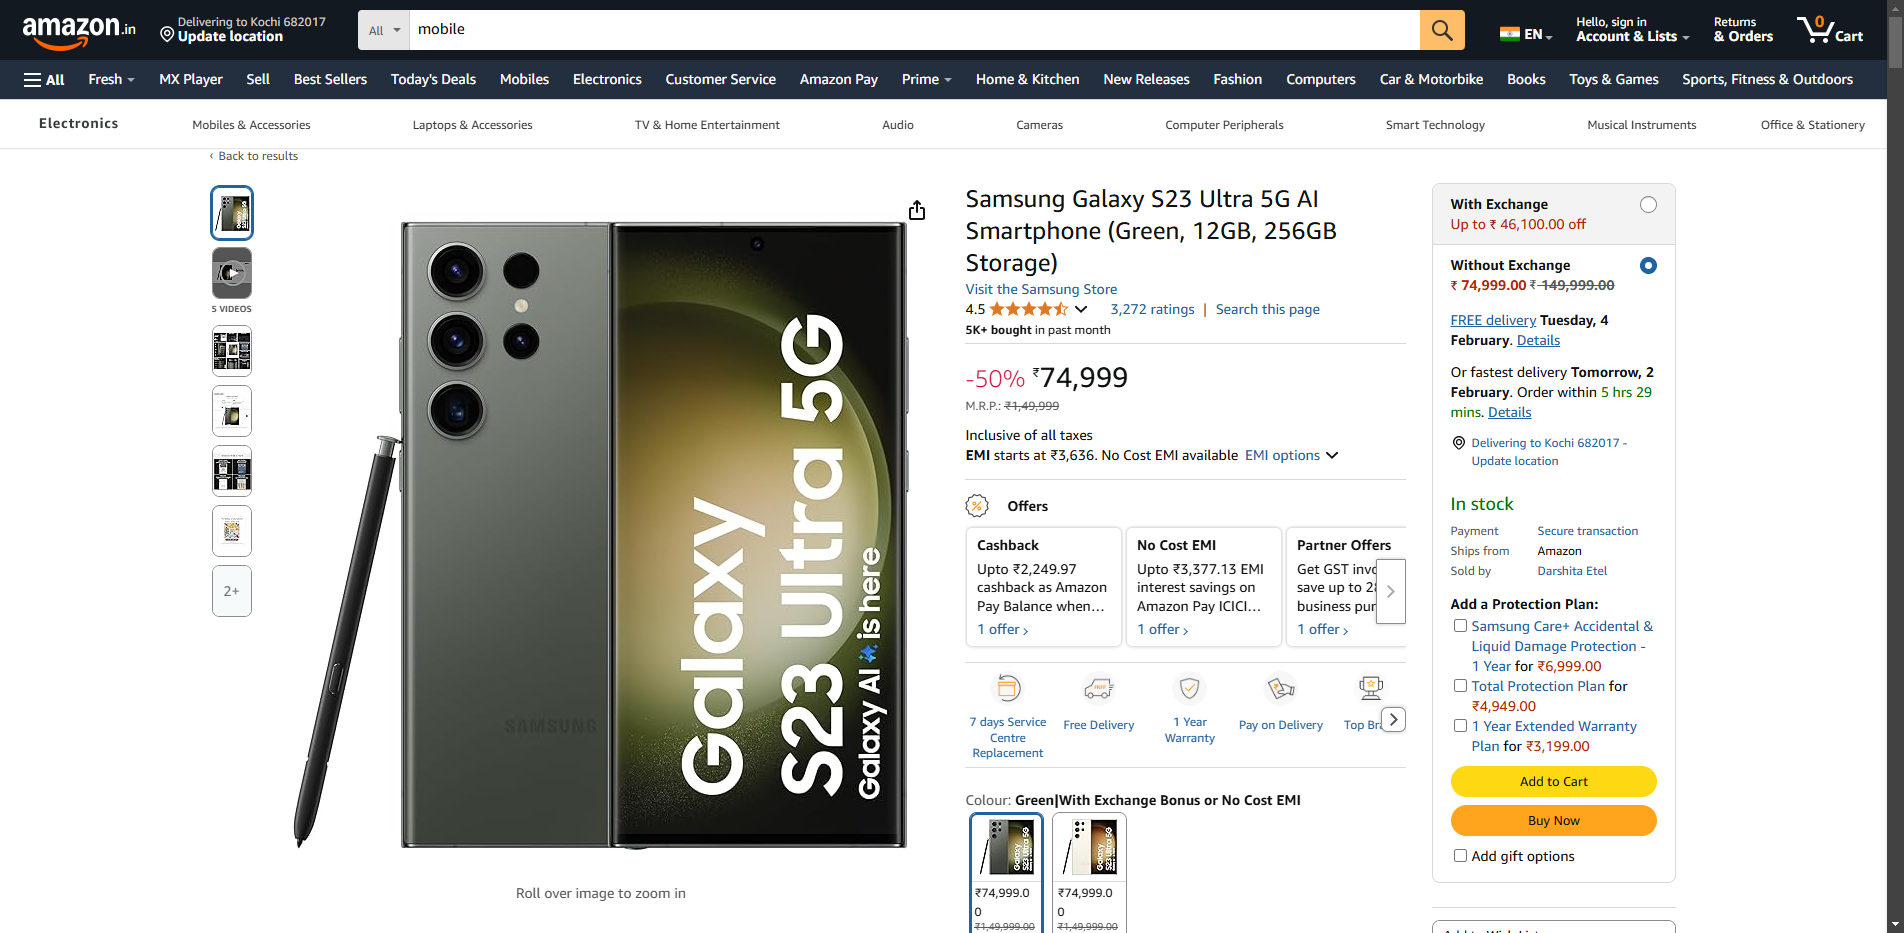 amazon.in
Delivering to Kochi 682017
Update location
All
mobile
EN
Hello, sign in
Account & Lists
Returns
& Orders
0
Cart
All
Fresh
MX Player
Sell
Best Sellers
Today's Deals
Mobiles
Electronics
Customer Service
Amazon Pay
Prime
Home & Kitchen
New Releases
Fashion
Computers
Car & Motorbike
Books
Toys & Games
Sports, Fitness & Outdoors
Electronics
Mobiles & Accessories
Laptops & Accessories
TV & Home Entertainment
Audio
Cameras
Computer Peripherals
Smart Technology
Musical Instruments
Office & Stationery
‹ Back to results
5 VIDEOS
2+
SAMSUNG
Galaxy
S23 Ultra 5G
Galaxy AI is here
Roll over image to zoom in
Samsung Galaxy S23 Ultra 5G AI
Smartphone (Green, 12GB, 256GB
Storage)
Visit the Samsung Store
4.5
3,272 ratings | Search this page
5K+ bought in past month
-50% ₹74,999
M.R.P.: ₹1,49,999
Inclusive of all taxes
EMI starts at ₹3,636. No Cost EMI available EMI options
% Offers
Cashback
Upto ₹2,249.97
cashback as Amazon
Pay Balance when…
1 offer ›
No Cost EMI
Upto ₹3,377.13 EMI
interest savings on
Amazon Pay ICICI…
1 offer ›
Partner Offers
Get GST invo
save up to 28
business pur
1 offer ›
7 days Service
Centre
Replacement
FREE
Free Delivery
1 Year
Warranty
Pay on Delivery
Top Br
Colour: Green|With Exchange Bonus or No Cost EMI
Galaxy
S23 Ultra 5G
₹74,999.0
0
₹1,49,999.00
Galaxy
S23 Ultra 5G
₹74,999.0
0
₹1,49,999.00
With Exchange
Up to ₹ 46,100.00 off
Without Exchange
₹ 74,999.00 ₹ 149,999.00
FREE delivery Tuesday, 4
February. Details
Or fastest delivery Tomorrow, 2
February. Order within 5 hrs 29
mins. Details
Delivering to Kochi 682017 -
Update location
In stock
Payment Secure transaction
Ships from Amazon
Sold by Darshita Etel
Add a Protection Plan:
Samsung Care+ Accidental &
Liquid Damage Protection -
1 Year for ₹6,999.00
Total Protection Plan for
₹4,949.00
1 Year Extended Warranty
Plan for ₹3,199.00
Add to Cart
Buy Now
Add gift options